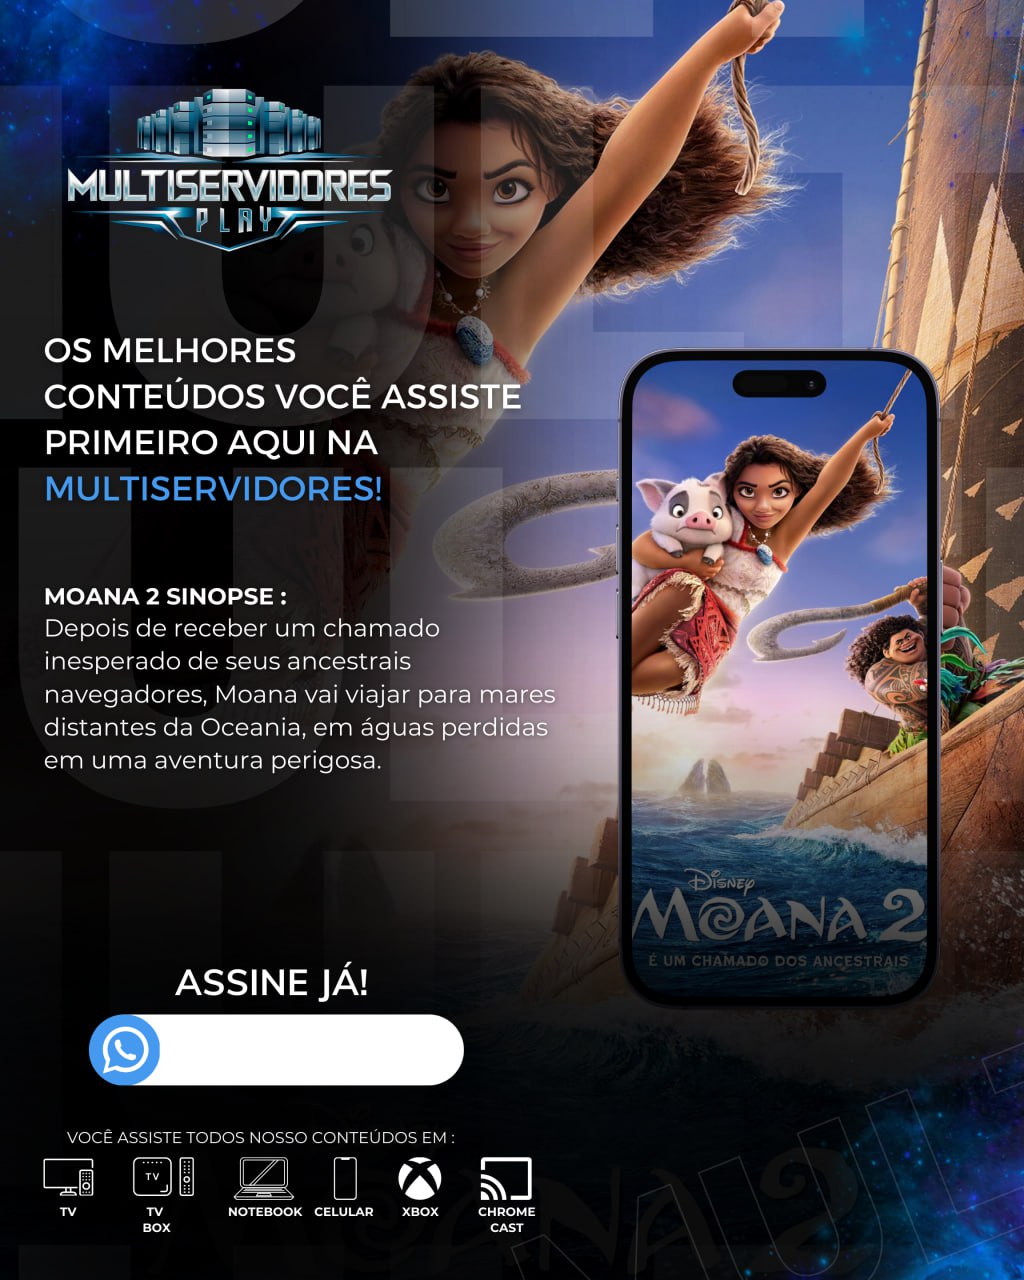 MULTISERVIDORES
PLAY
OS MELHORES
CONTEÚDOS VOCÊ ASSISTE
PRIMEIRO AQUI NA
MULTISERVIDORES!
MOANA 2 SINOPSE :
Depois de receber um chamado
inesperado de seus ancestrais
navegadores, Moana vai viajar para mares
distantes da Oceania, em águas perdidas
em uma aventura perigosa.
DISNEY
MOANA 2
É UM CHAMADO DOS ANCESTRAIS
ASSINE JÁ!
VOCÊ ASSISTE TODOS NOSSO CONTEÚDOS EM :
TV
TV
TV
BOX
NOTEBOOK
CELULAR
XBOX
CHROME
CAST
MOANA 2